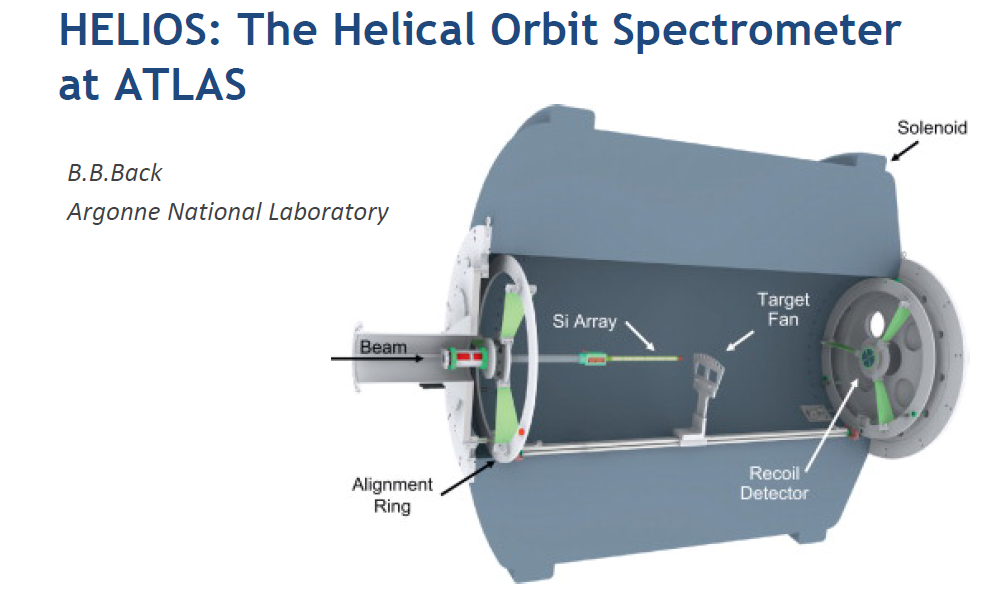 HELIOS: The Helical Orbit Spectrometer
at ATLAS
B.B.Back
Argonne National Laboratory
Solenoid
Target
Fan
Si Array
Beam
Alignment
Ring
Recoil
Detector